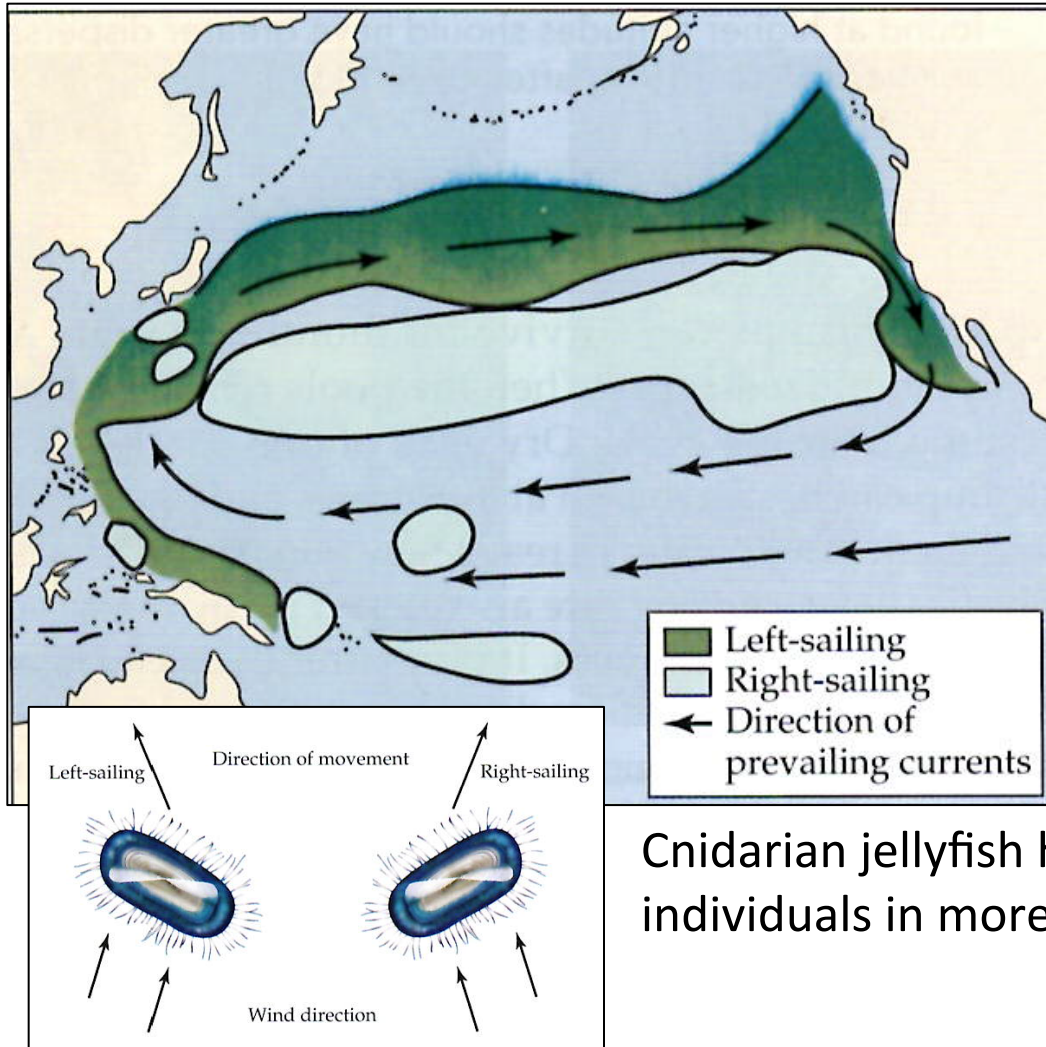 Left-sailing
Right-sailing
Direction of
prevailing currents
Direction of movement
Left-sailing
Right-sailing
Wind direction
Cnidarian jellyfish
individuals in more